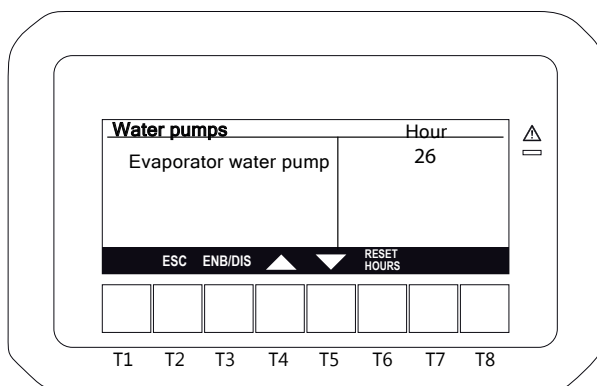 Water pumps Hour
Evaporator water pump 26
ESC ENB/DIS RESET
HOURS
T1 T2 T3 T4 T5 T6 T7 T8